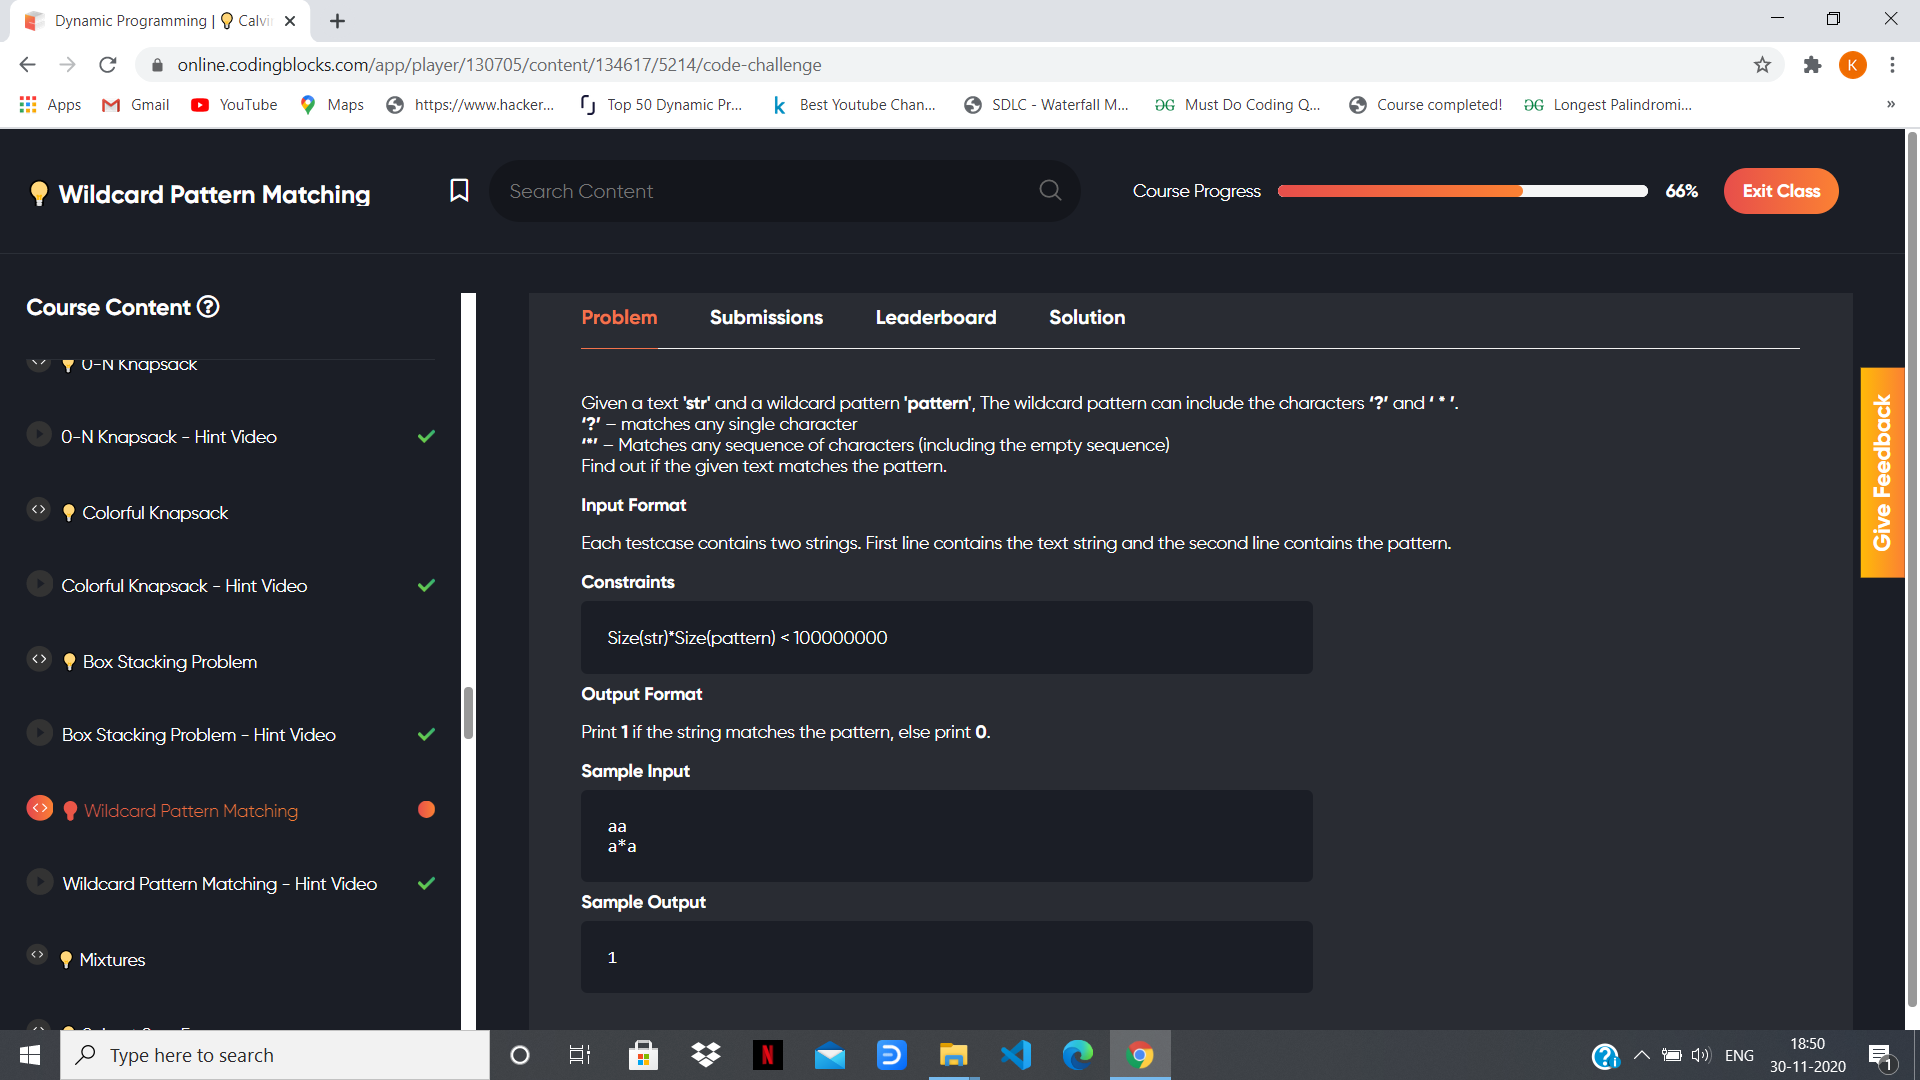 Dynamic Programming | Calvi
online.codingblocks.com/app/player/130705/content/134617/5214/code-challenge
K
Apps
Gmail
YouTube
Maps
https://www.hacker...
Top 50 Dynamic Pr...
Best Youtube Chan...
SDLC - Waterfall M...
Must Do Coding Q...
Course completed!
Longest Palindromi...
»
Wildcard Pattern Matching
Search Content
Course Progress
66%
Exit Class
Course Content
0-N Knapsack
0-N Knapsack - Hint Video
Colorful Knapsack
Colorful Knapsack - Hint Video
Box Stacking Problem
Box Stacking Problem - Hint Video
Wildcard Pattern Matching
Wildcard Pattern Matching - Hint Video
Mixtures
Problem
Submissions
Leaderboard
Solution
Given a text 'str' and a wildcard pattern 'pattern', The wildcard pattern can include the characters ‘?’ and ‘ * ’.
‘?’ – matches any single character
‘*’ – Matches any sequence of characters (including the empty sequence)
Find out if the given text matches the pattern.
Input Format
Each testcase contains two strings. First line contains the text string and the second line contains the pattern.
Constraints
Size(str)*Size(pattern) < 100000000
Output Format
Print 1 if the string matches the pattern, else print 0.
Sample Input
aa
a*a
Sample Output
1
Give Feedback
Type here to search
ENG
18:50
30-11-2020
1